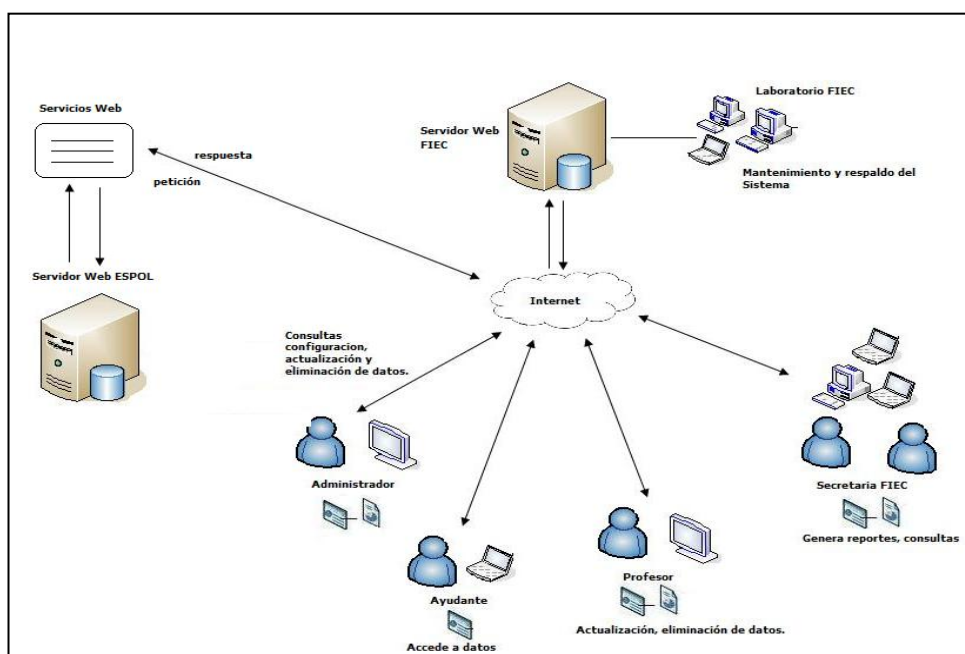 Servicios Web
respuesta
petición
Servidor Web ESPOL
Servidor Web
FIEC
Laboratorio FIEC
Mantenimiento y respaldo del
Sistema
Internet
Consultas
configuracion,
actualización y
eliminación de datos.
Administrador
Ayudante
Accede a datos
Profesor
Actualización, eliminación de datos.
Secretaria FIEC
Genera reportes, consultas